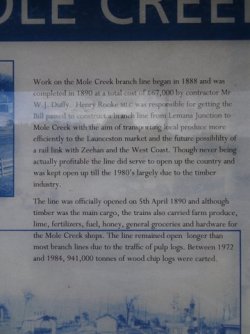 OLE CREE
Work on the Mole Creek branch line began in 1888 and was
completed in 1890 at a total cost of £67,000 by contractor Mr
W. J. Duffy. Henry Rooke MLC was responsible for getting the
Bill passed to construct a branch line from Lemana Junction to
Mole Creek with the aim of transporting local produce more
efficiently to the Launceston market and the future possiblilty of
a rail link with Zeehan and the West Coast. Though never being
actually profitable the line did serve to open up the country and
was kept open up till the 1980's largely due to the timber
industry.
The line was officially opened on 5th April 1890 and although
timber was the main cargo, the trains also carried farm produce,
lime, fertilizers, fuel, honey, general groceries and hardware for
the Mole Creek shops. The line remained open longer than
most branch lines due to the traffic of pulp logs. Between 1972
and 1984, 941,000 tonnes of wood chip logs were carted.